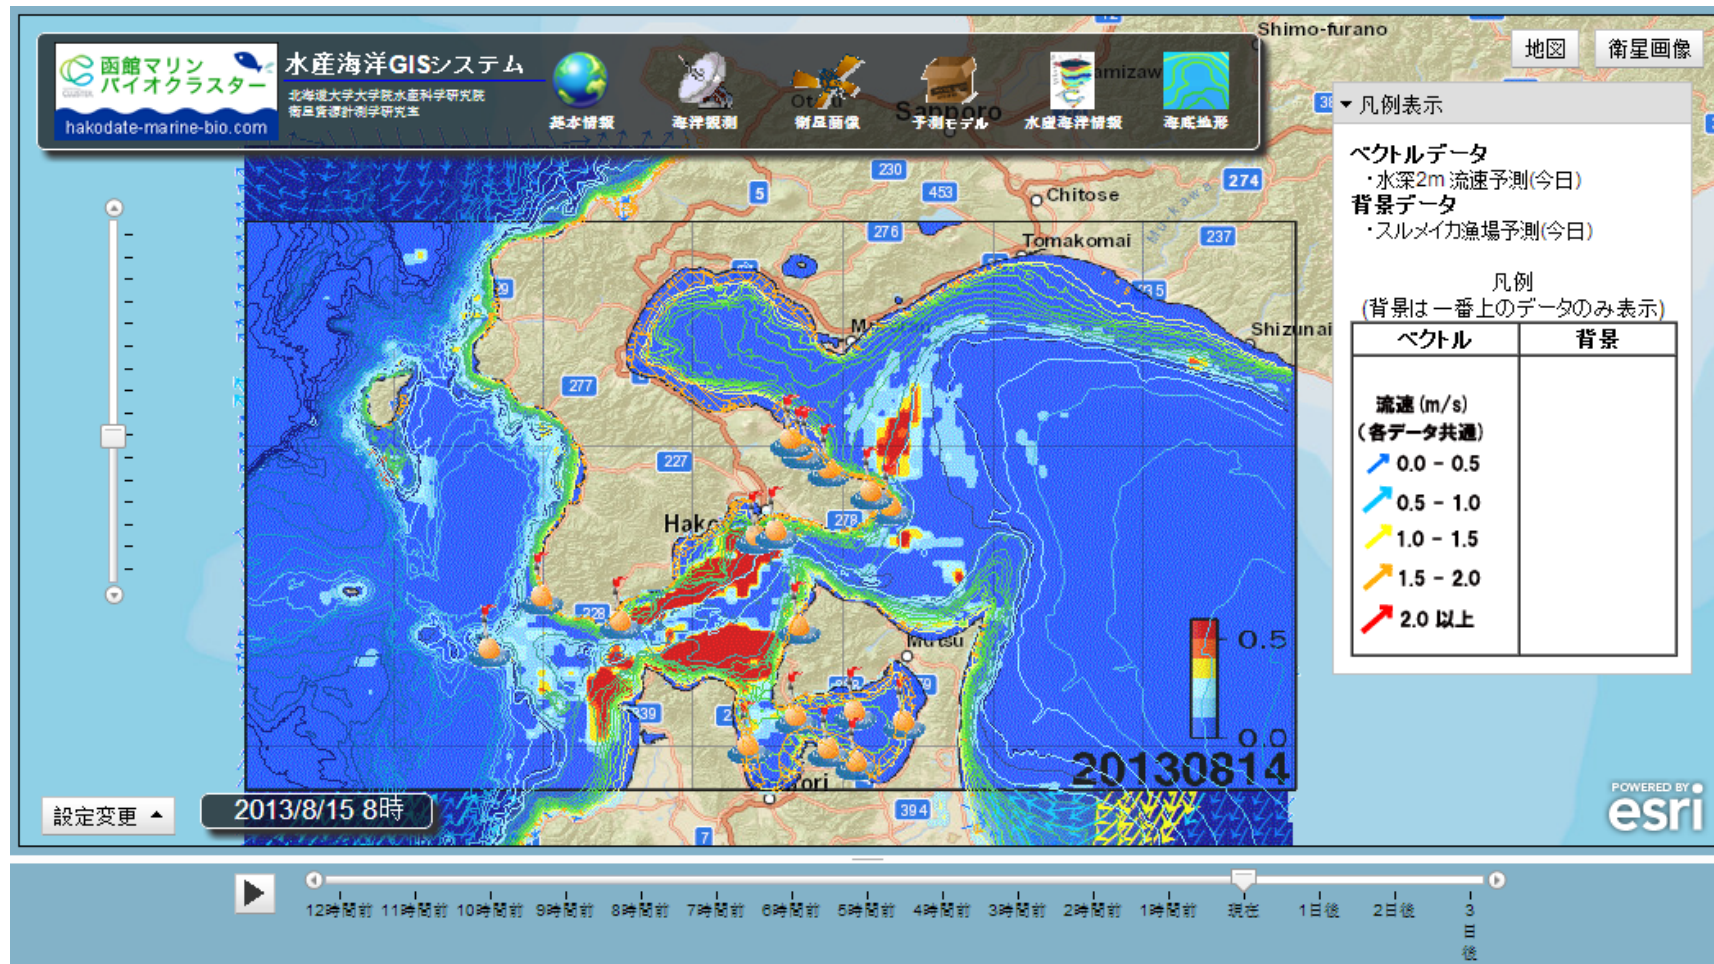 函館マリン
バイオクラスター
CLUSTER
hakodate-marine-bio.com
水産海洋GISシステム
北海道大学大学院水産科学研究院
衛星資源計測学研究室
基本情報
海洋観測
衛星画像
予測モデル
水産海洋情報
海底地形
12
Shimo-furano
地図
衛星画像
Sapporo
▼凡例表示
ベクトルデータ
・水深2m 流速予測(今日)
背景データ
・スルメイカ漁場予測(今日)
凡例
(背景は一番上のデータのみ表示)
ベクトル
背景
流速(m/s)
(各データ共通)
0.0 - 0.5
0.5 - 1.0
1.0 - 1.5
1.5 - 2.0
2.0 以上
230
5
453
Chitose
274
Mukawa
276
Tomakomai
237
Shizunai
277
227
278
228
Mutsu
0.5
0.0
394
7
20130814
設定変更 ▲
2013/8/15 8時
POWERED BY
esri
12時間前
11時間前
10時間前
9時間前
8時間前
7時間前
6時間前
5時間前
4時間前
3時間前
2時間前
1時間前
現在
1日後
2日後
3
日
後